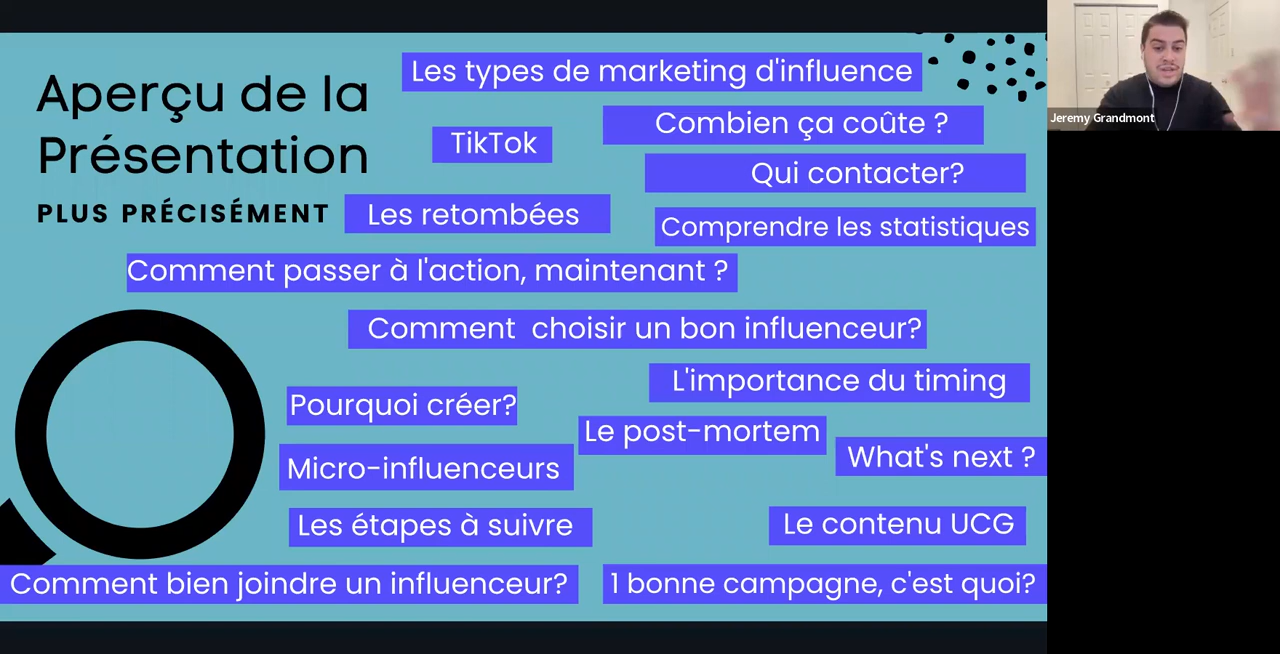 Aperçu de la
Présentation
PLUS PRÉCISÉMENT
Les types de marketing d'influence
TikTok
Combien ça coûte ?
Qui contacter?
Les retombées
Comprendre les statistiques
Comment passer à l'action, maintenant ?
Comment choisir un bon influenceur?
L'importance du timing
Pourquoi créer?
Le post-mortem
What's next ?
Micro-influenceurs
Les étapes à suivre
Le contenu UCG
Comment bien joindre un influenceur?
1 bonne campagne, c'est quoi?
Jeremy Grandmont